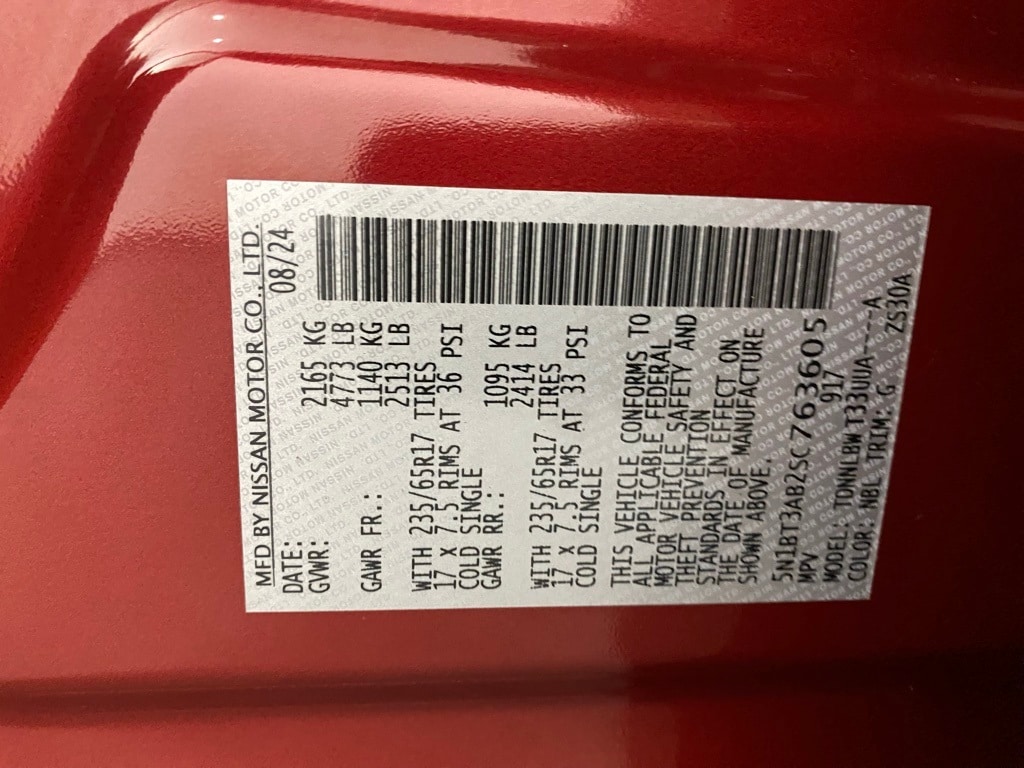 MFD BY NISSAN MOTOR CO., LTD.
DATE: 08/24
GVWR: 2165 KG
4773 LB
GAWR FR.: 1140 KG
2513 LB
WITH 235/65R17 TIRES
17 X 7.5 RIMS AT 36 PSI
COLD SINGLE
GAWR RR.: 1095 KG
2414 LB
WITH 235/65R17 TIRES
17 X 7.5 RIMS AT 33 PSI
COLD SINGLE
THIS VEHICLE CONFORMS TO
ALL APPLICABLE FEDERAL
MOTOR VEHICLE SAFETY AND
THEFT PREVENTION
STANDARDS IN EFFECT ON
THE DATE OF MANUFACTURE
SHOWN ABOVE.
5N1BT3AB2SC763605
MPV 917
MODEL: TDNNLBWT33UUA-----A
COLOR: NBL TRIM: G ZS30A